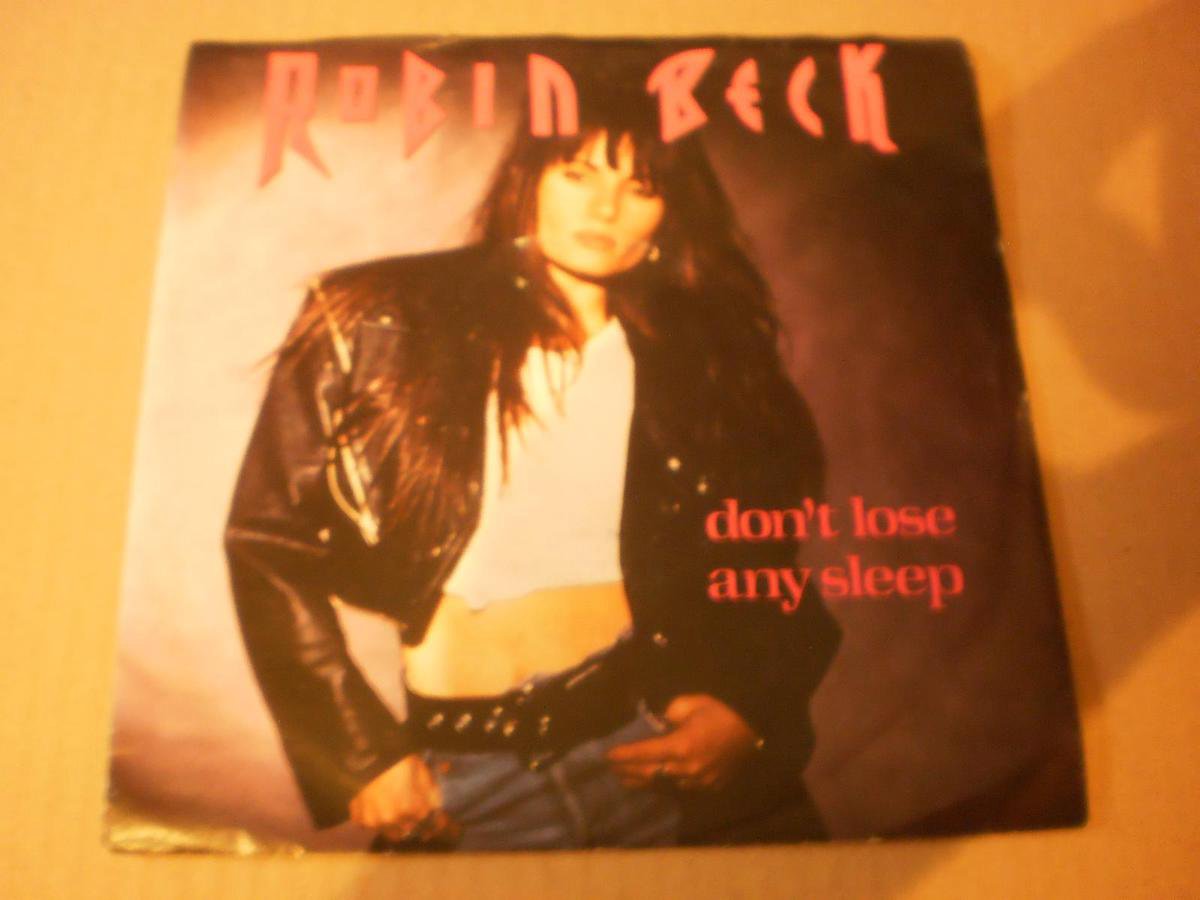 ROBIN BECK
don't lose
any sleep